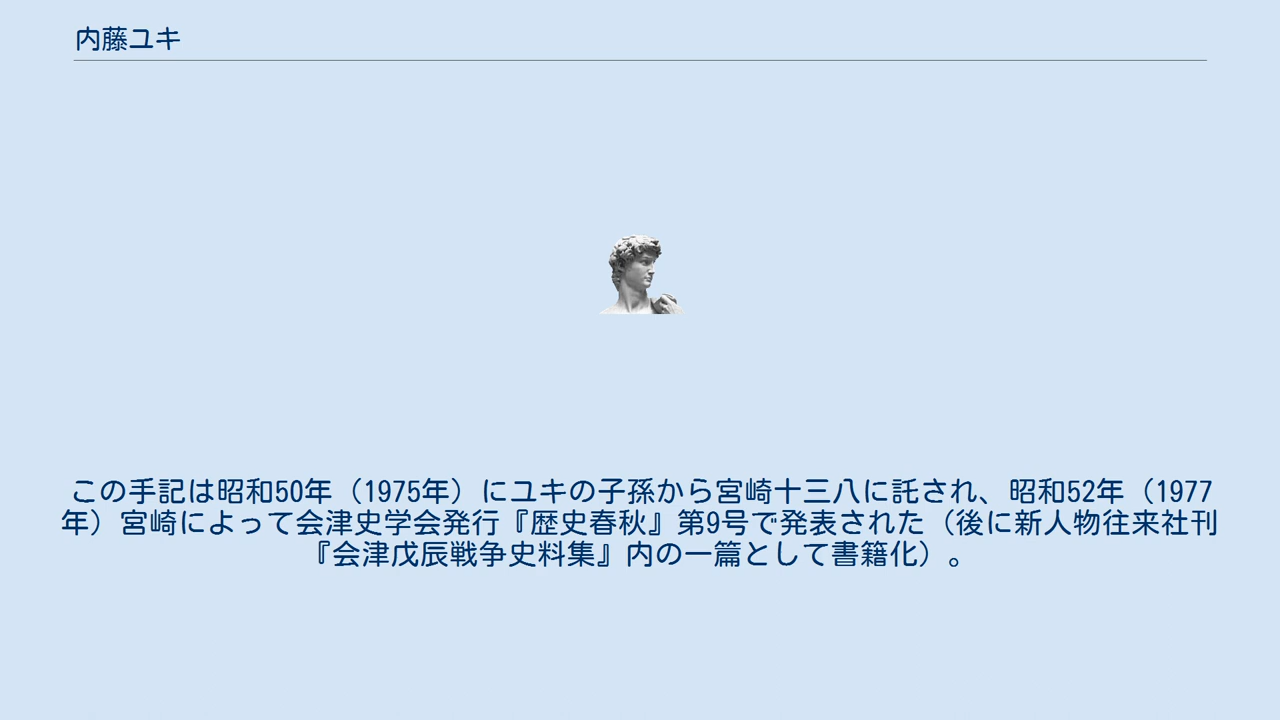 内藤ユキ
この手記は昭和50年（1975年）にユキの子孫から宮崎十三八に託され、昭和52年（1977
年）宮崎によって会津史学会発行『歴史春秋』第9号で発表された（後に新人物往来社刊
『会津戊辰戦争史料集』内の一篇として書籍化）。